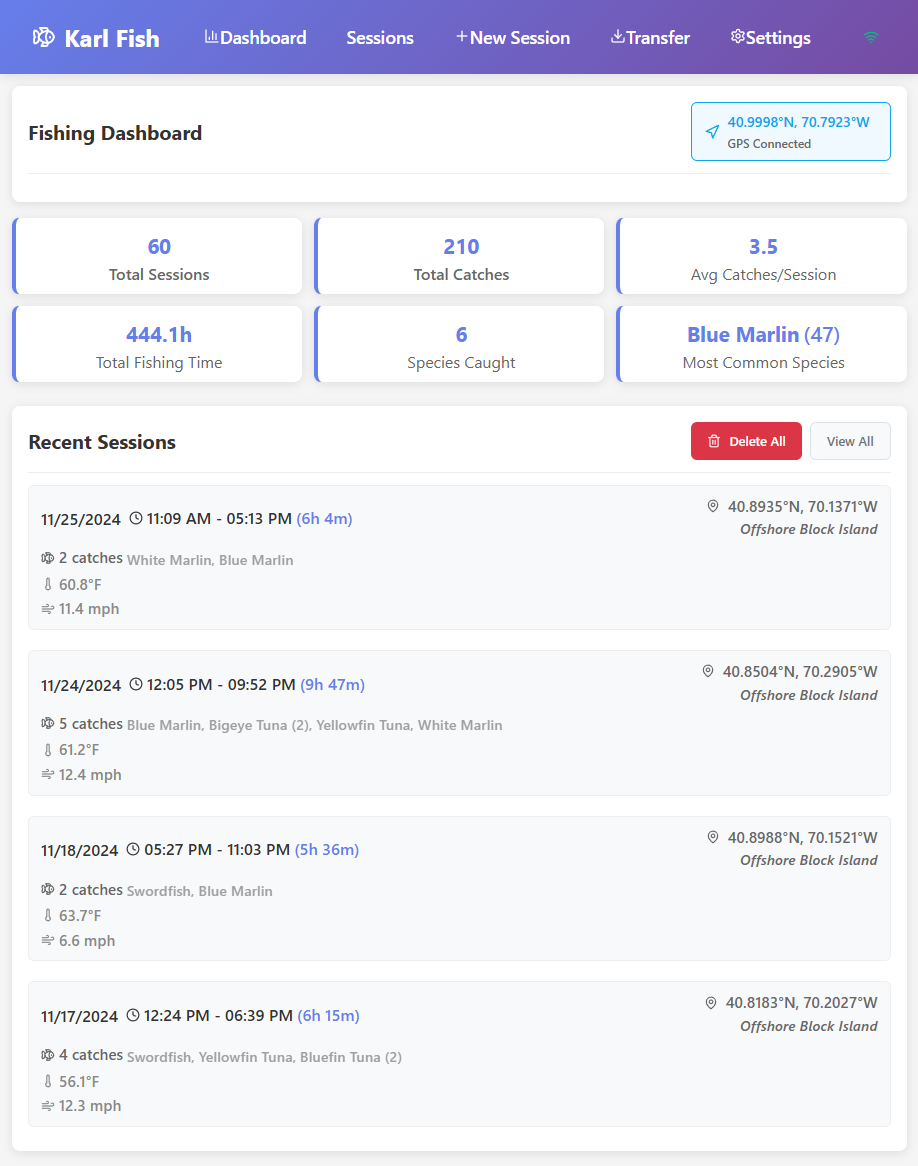 Karl Fish
Dashboard
Sessions
New Session
Transfer
Settings
Fishing Dashboard
40.9998°N, 70.7923°W
GPS Connected
60
Total Sessions
210
Total Catches
3.5
Avg Catches/Session
444.1h
Total Fishing Time
6
Species Caught
Blue Marlin (47)
Most Common Species
Recent Sessions
Delete All
View All
11/25/2024 11:09 AM - 05:13 PM (6h 4m)
40.8935°N, 70.1371°W
Offshore Block Island
2 catches White Marlin, Blue Marlin
60.8°F
11.4 mph
11/24/2024 12:05 PM - 09:52 PM (9h 47m)
40.8504°N, 70.2905°W
Offshore Block Island
5 catches Blue Marlin, Bigeye Tuna (2), Yellowfin Tuna, White Marlin
61.2°F
12.4 mph
11/18/2024 05:27 PM - 11:03 PM (5h 36m)
40.8988°N, 70.1521°W
Offshore Block Island
2 catches Swordfish, Blue Marlin
63.7°F
6.6 mph
11/17/2024 12:24 PM - 06:39 PM (6h 15m)
40.8183°N, 70.2027°W
Offshore Block Island
4 catches Swordfish, Yellowfin Tuna, Bluefin Tuna (2)
56.1°F
12.3 mph